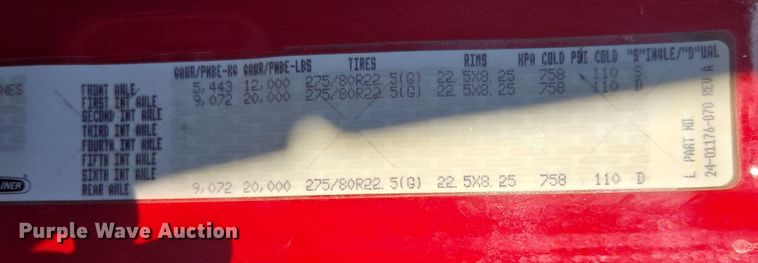 GAWR/PNBE-KG GAWR/PNBE-LBS TIRES RIMS KPA COLD PSI COLD "S"INGLE/"D"UAL
FRONT AXLE 5,443 12,000 275/80R22.5(G) 22.5X8.25 758 110 S
FIRST INT AXLE 9,072 20,000 275/80R22.5(G) 22.5X8.25 758 110 D
SECOND INT AXLE
THIRD INT AXLE
FOURTH INT AXLE
FIFTH INT AXLE
SIXTH INT AXLE
REAR AXLE 9,072 20,000 275/80R22.5(G) 22.5X8.25 758 110 D
NES
LINER
L PART NO.
24-01176-070 REV A
Purple Wave Auction